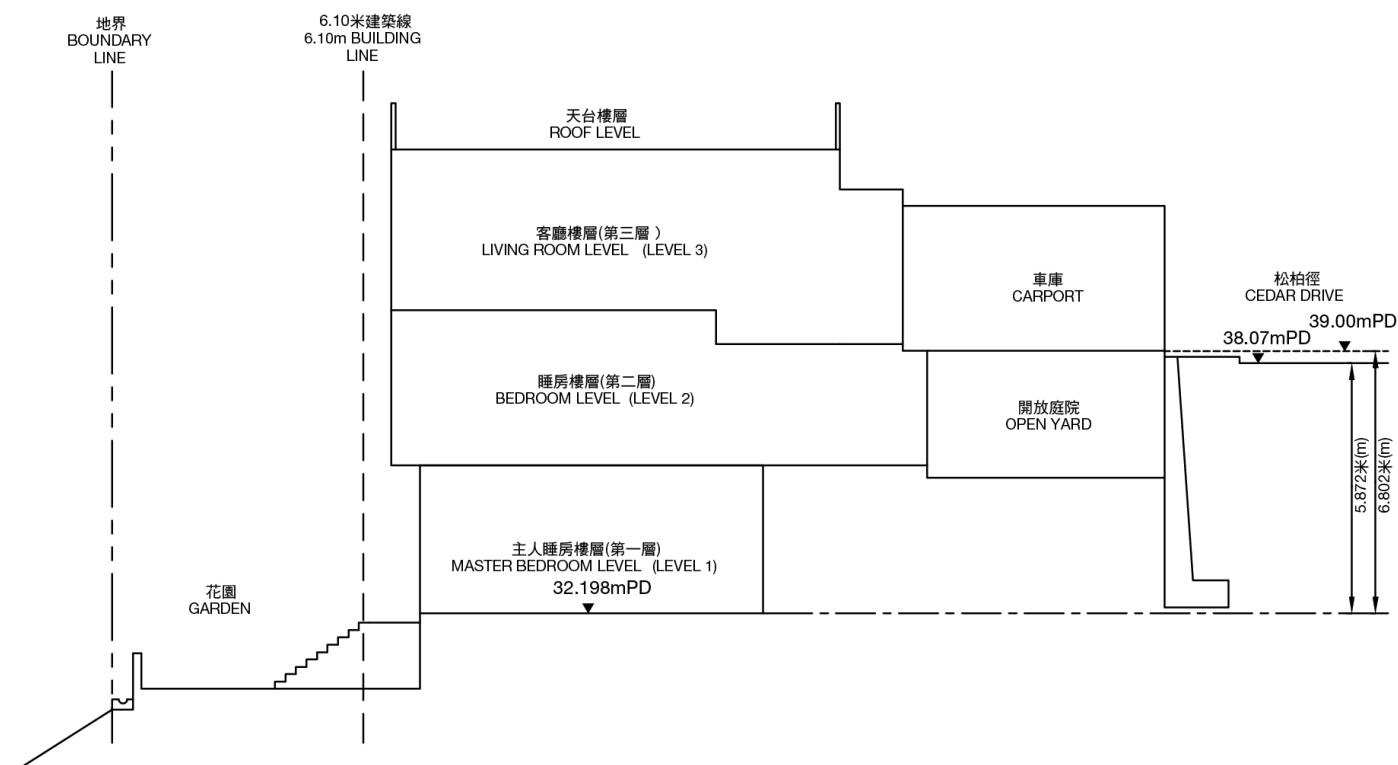 地界
BOUNDARY
LINE
6.10米建築線
6.10m BUILDING
LINE
天台樓層
ROOF LEVEL
客廳樓層(第三層 )
LIVING ROOM LEVEL (LEVEL 3)
車庫
CARPORT
松柏徑
CEDAR DRIVE
39.00mPD
38.07mPD
睡房樓層(第二層)
BEDROOM LEVEL (LEVEL 2)
開放庭院
OPEN YARD
5.872米(m)
6.802米(m)
主人睡房樓層(第一層)
MASTER BEDROOM LEVEL (LEVEL 1)
32.198mPD
花園
GARDEN